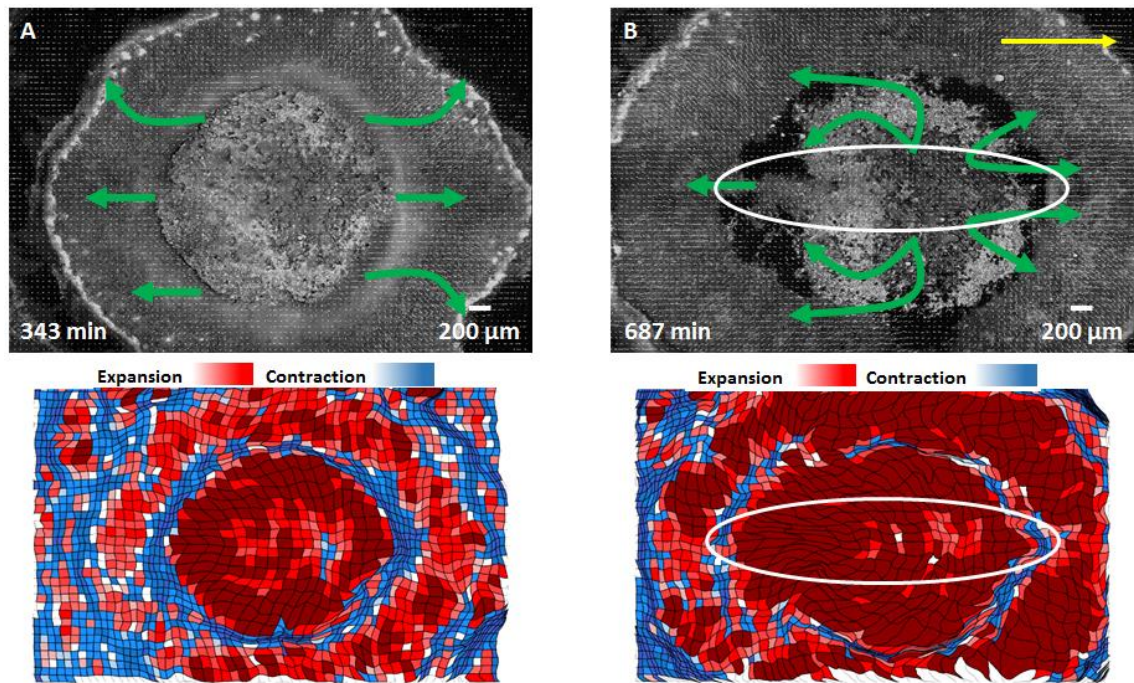 A
343 min
200 µm
B
687 min
200 µm
Expansion Contraction
Expansion Contraction